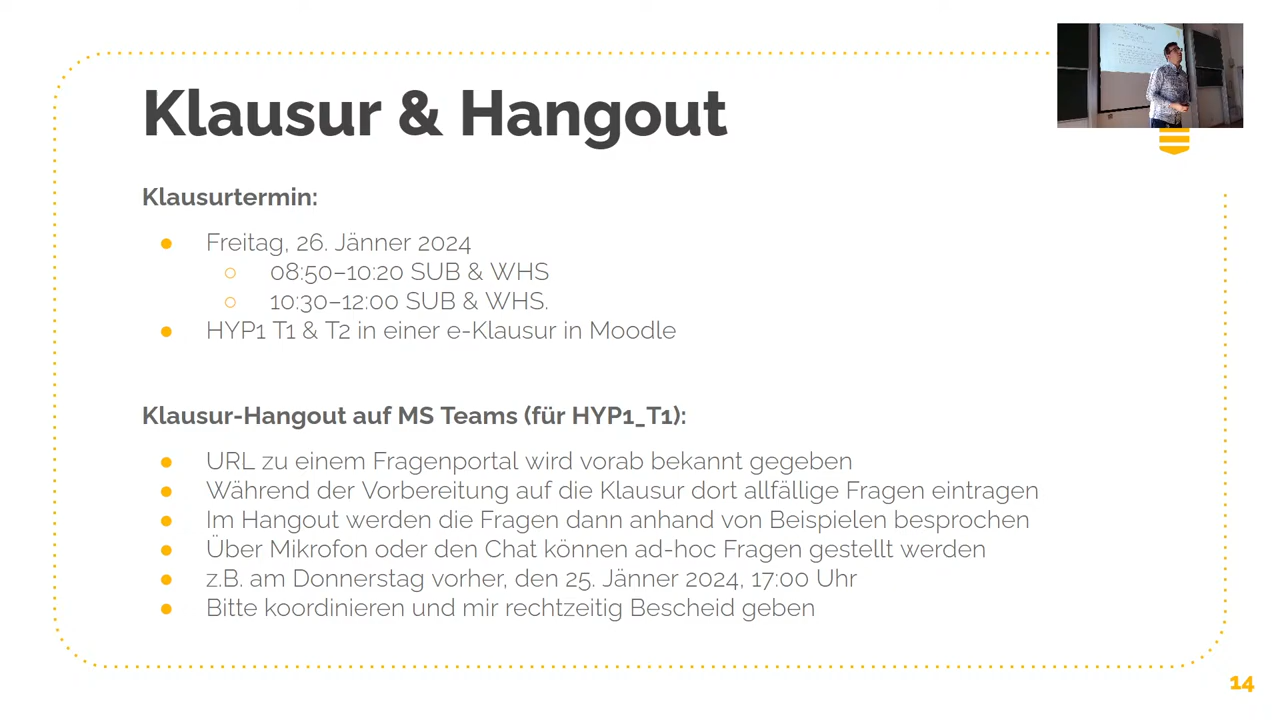 Klausur & Hangout
Klausurtermin:
● Freitag, 26. Jänner 2024
○ 08:50–10:20 SUB & WHS
○ 10:30–12:00 SUB & WHS.
● HYP1 T1 & T2 in einer e-Klausur in Moodle
Klausur-Hangout auf MS Teams (für HYP1_T1):
● URL zu einem Fragenportal wird vorab bekannt gegeben
● Während der Vorbereitung auf die Klausur dort allfällige Fragen eintragen
● Im Hangout werden die Fragen dann anhand von Beispielen besprochen
● Über Mikrofon oder den Chat können ad-hoc Fragen gestellt werden
● z.B. am Donnerstag vorher, den 25. Jänner 2024, 17:00 Uhr
● Bitte koordinieren und mir rechtzeitig Bescheid geben
14